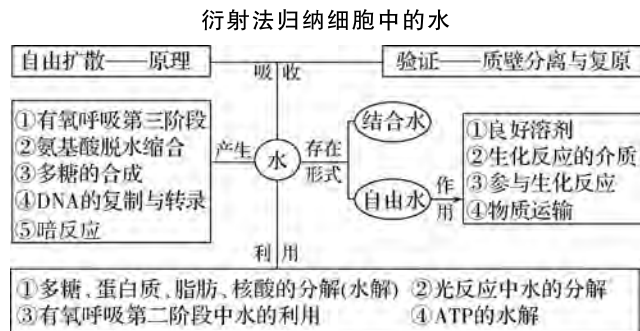 衍射法归纳细胞中的水
自由扩散——原理
吸收
验证——质壁分离与复原
①有氧呼吸第三阶段
②氨基酸脱水缩合
③多糖的合成
④DNA的复制与转录
⑤暗反应
产生
水
存在
形式
结合水
自由水
作
用
①良好溶剂
②生化反应的介质
③参与生化反应
④物质运输
利用
①多糖、蛋白质、脂肪、核酸的分解(水解) ②光反应中水的分解
③有氧呼吸第二阶段中水的利用 ④ATP的水解